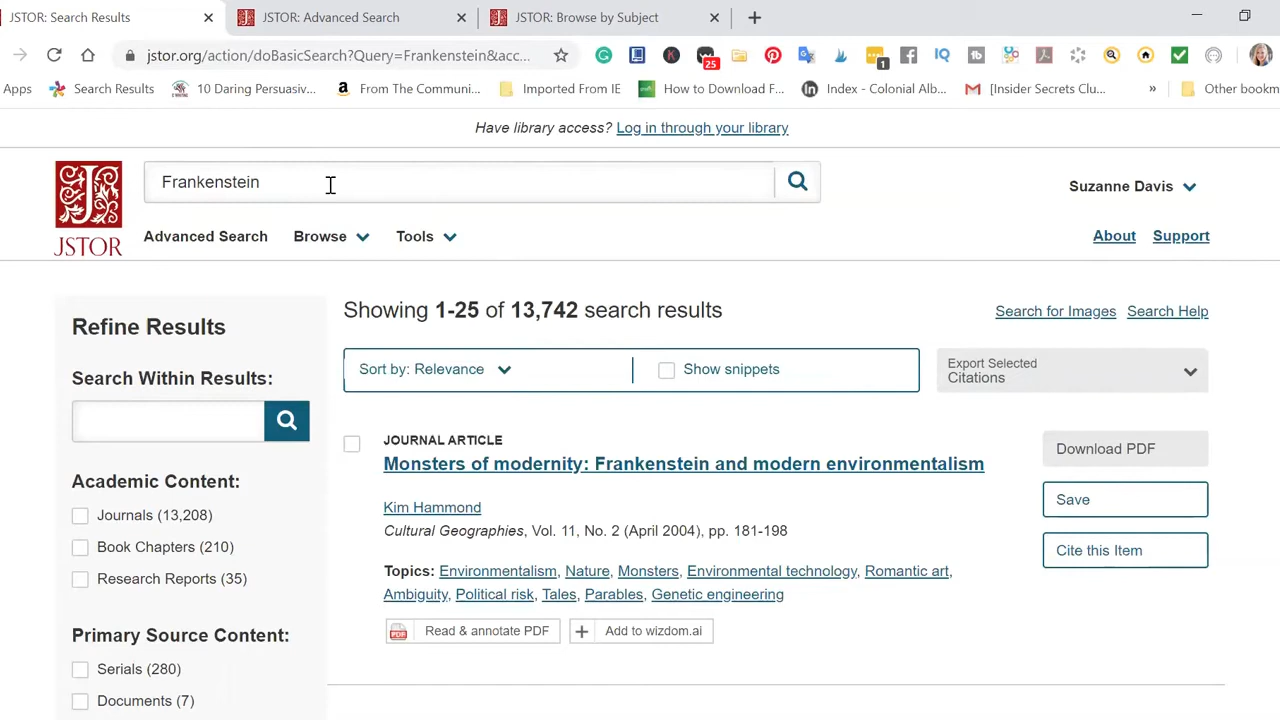 JSTOR: Search Results
JSTOR: Advanced Search
JSTOR: Browse by Subject
jstor.org/action/doBasicSearch?Query=Frankenstein&acc...
25
1
Apps
Search Results
10 Daring Persuasiv...
From The Communi...
Imported From IE
How to Download F...
Index - Colonial Alb...
[Insider Secrets Clu...
»
Other bookm
Have library access? Log in through your library
JSTOR
Frankenstein
Suzanne Davis
Advanced Search
Browse
Tools
About
Support
Refine Results
Search Within Results:
Academic Content:
Journals (13,208)
Book Chapters (210)
Research Reports (35)
Primary Source Content:
Serials (280)
Documents (7)
Showing 1-25 of 13,742 search results
Search for Images
Search Help
Sort by: Relevance
Show snippets
Export Selected
Citations
JOURNAL ARTICLE
Monsters of modernity: Frankenstein and modern environmentalism
Kim Hammond
Cultural Geographies, Vol. 11, No. 2 (April 2004), pp. 181-198
Topics: Environmentalism, Nature, Monsters, Environmental technology, Romantic art,
Ambiguity, Political risk, Tales, Parables, Genetic engineering
PDF
Read & annotate PDF
Add to wizdom.ai
Download PDF
Save
Cite this Item